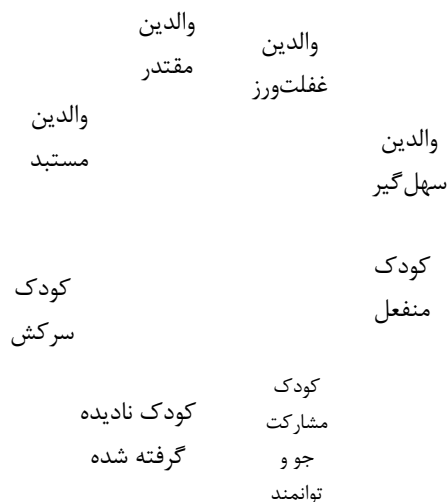 والدین
مقتدر
والدین
غفلت‌ورز
والدین
مستبد
والدین
سهل‌گیر
کودک
منفعل
کودک
سرکش
کودک
مشارکت
جو و
توانمند
کودک نادیده
گرفته شده